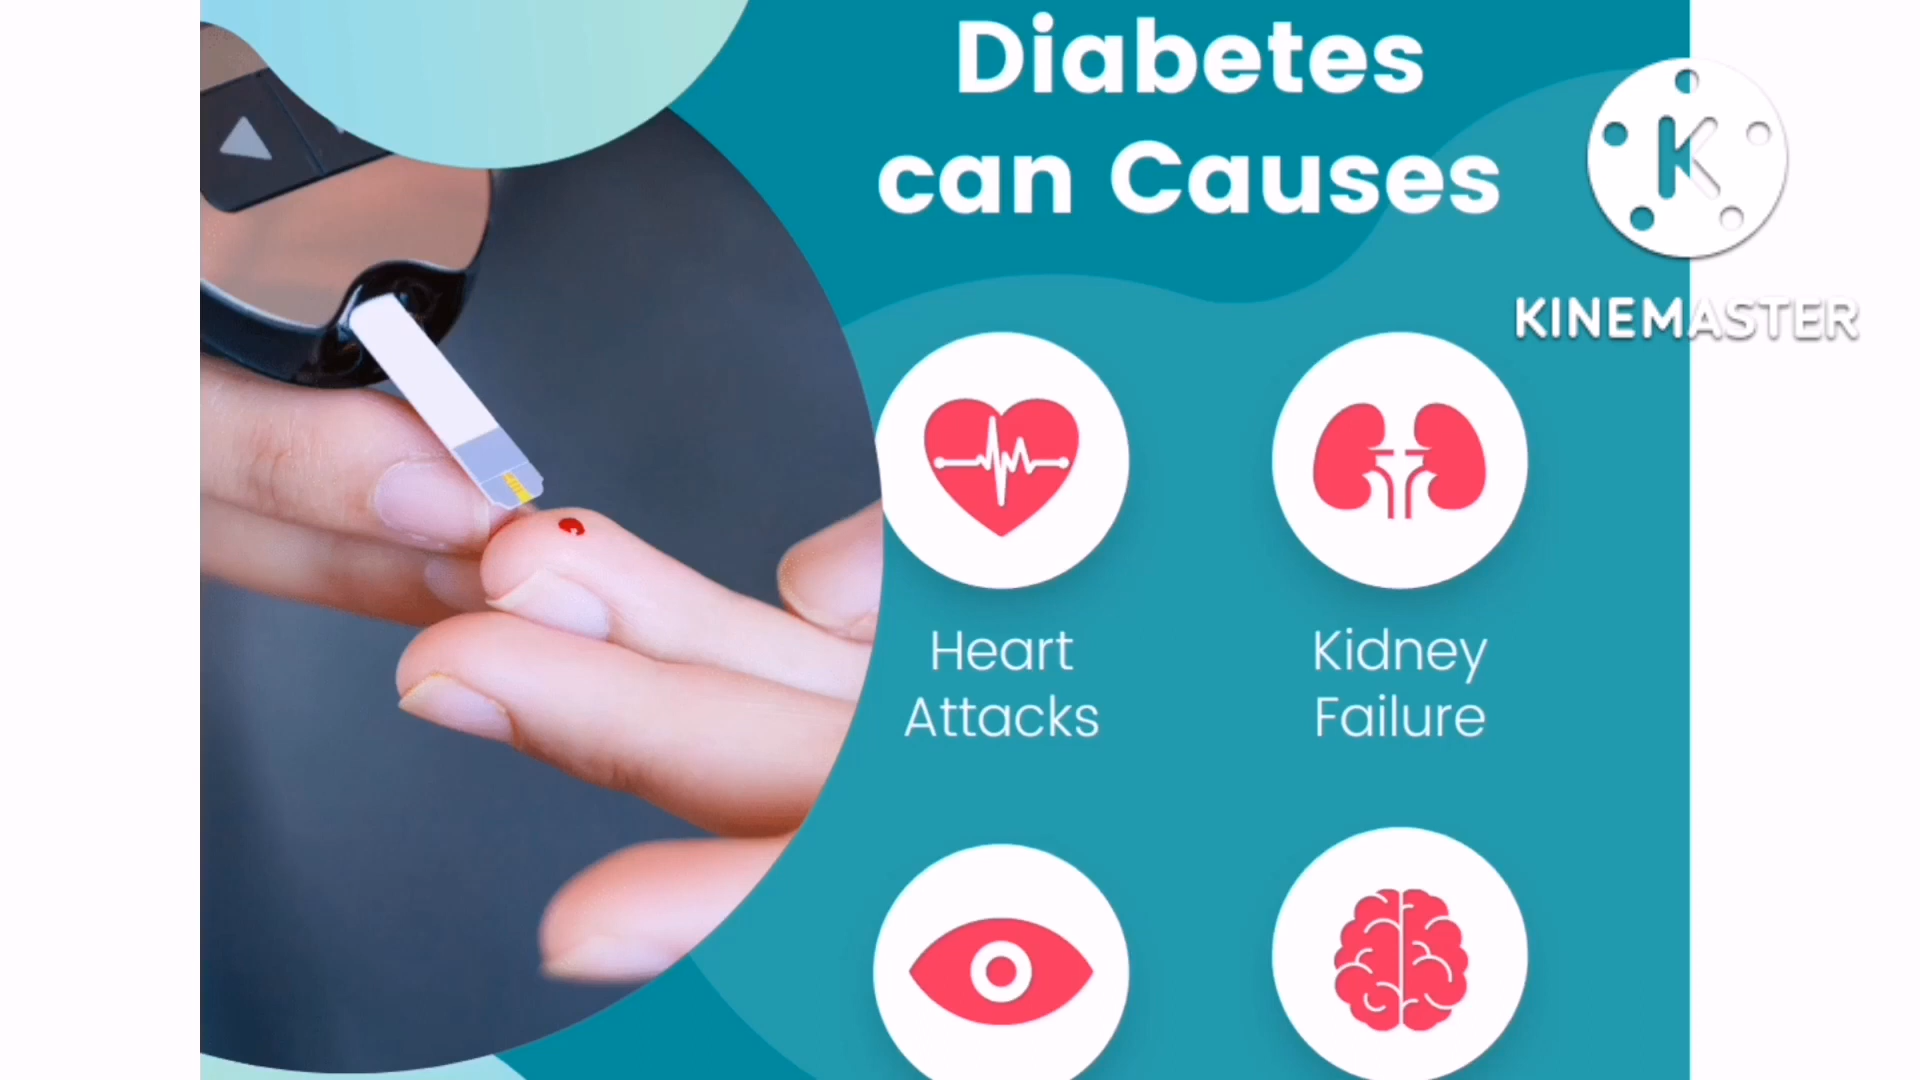 Diabetes
can Causes
K
KINEMASTER
Heart
Attacks
Kidney
Failure